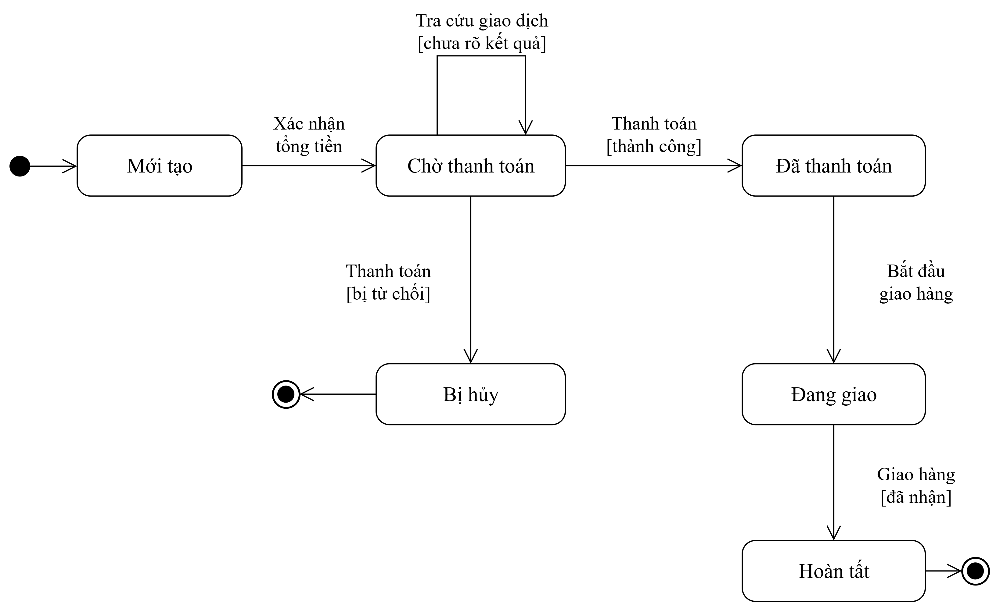 Tra cứu giao dịch
[chưa rõ kết quả]
Xác nhận
tổng tiền
Thanh toán
[thành công]
Mới tạo
Chờ thanh toán
Đã thanh toán
Thanh toán
[bị từ chối]
Bắt đầu
giao hàng
Bị hủy
Đang giao
Giao hàng
[đã nhận]
Hoàn tất